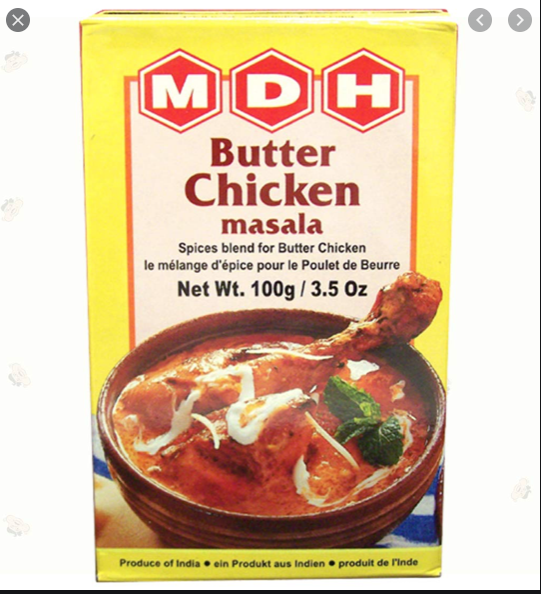 MDH
Butter
Chicken
masala
Spices blend for Butter Chicken
le mélange d'épice pour le Poulet de Beurre
Net Wt. 100g / 3.5 Oz
Produce of India ● ein Produkt aus Indien ● produit de l'Inde